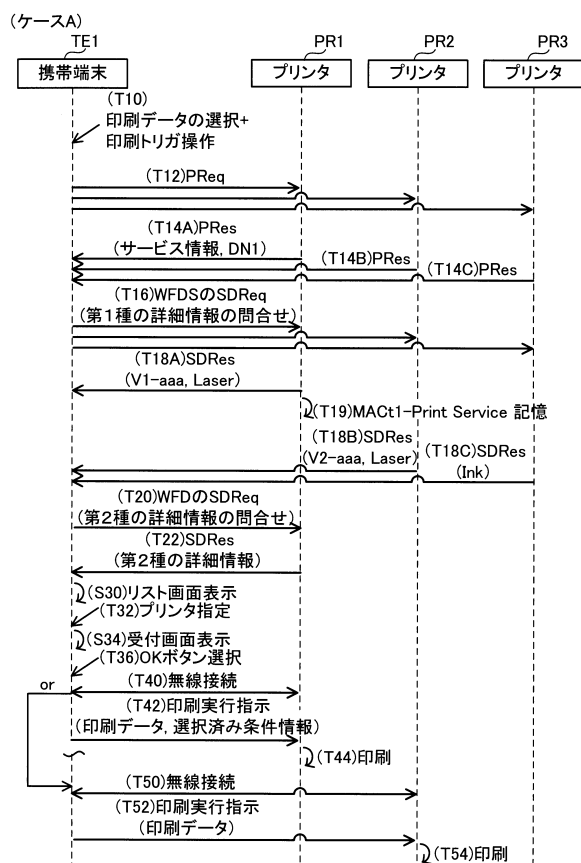 (ケースA)
TE1
PR1
PR2
PR3
携帯端末
プリンタ
プリンタ
プリンタ
(T10)
印刷データの選択+
印刷トリガ操作
(T12)PReq
(T14A)PRes
(サービス情報, DN1)
(T14B)PRes
(T14C)PRes
(T16)WFDSのSDReq
(第1種の詳細情報の問合せ)
(T18A)SDRes
(V1-aaa, Laser)
(T19)MACt1-Print Service 記憶
(T18B)SDRes
(V2-aaa, Laser)
(T18C)SDRes
(Ink)
(T20)WFDのSDReq
(第2種の詳細情報の問合せ)
(T22)SDRes
(第2種の詳細情報)
(S30)リスト画面表示
(T32)プリンタ指定
(S34)受付画面表示
(T36)OKボタン選択
or
(T40)無線接続
(T42)印刷実行指示
(印刷データ, 選択済み条件情報)
(T44)印刷
(T50)無線接続
(T52)印刷実行指示
(印刷データ)
(T54)印刷